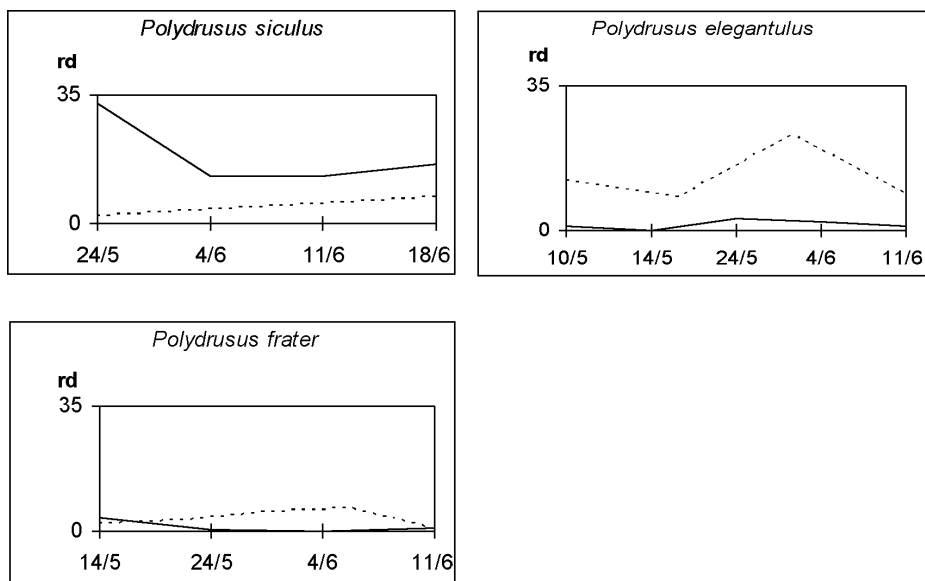 Polydrusus siculus
rd
35
0
24/5 4/6 11/6 18/6
Polydrusus elegantulus
rd
35
0
10/5 14/5 24/5 4/6 11/6
Polydrusus frater
rd
35
0
14/5 24/5 4/6 11/6